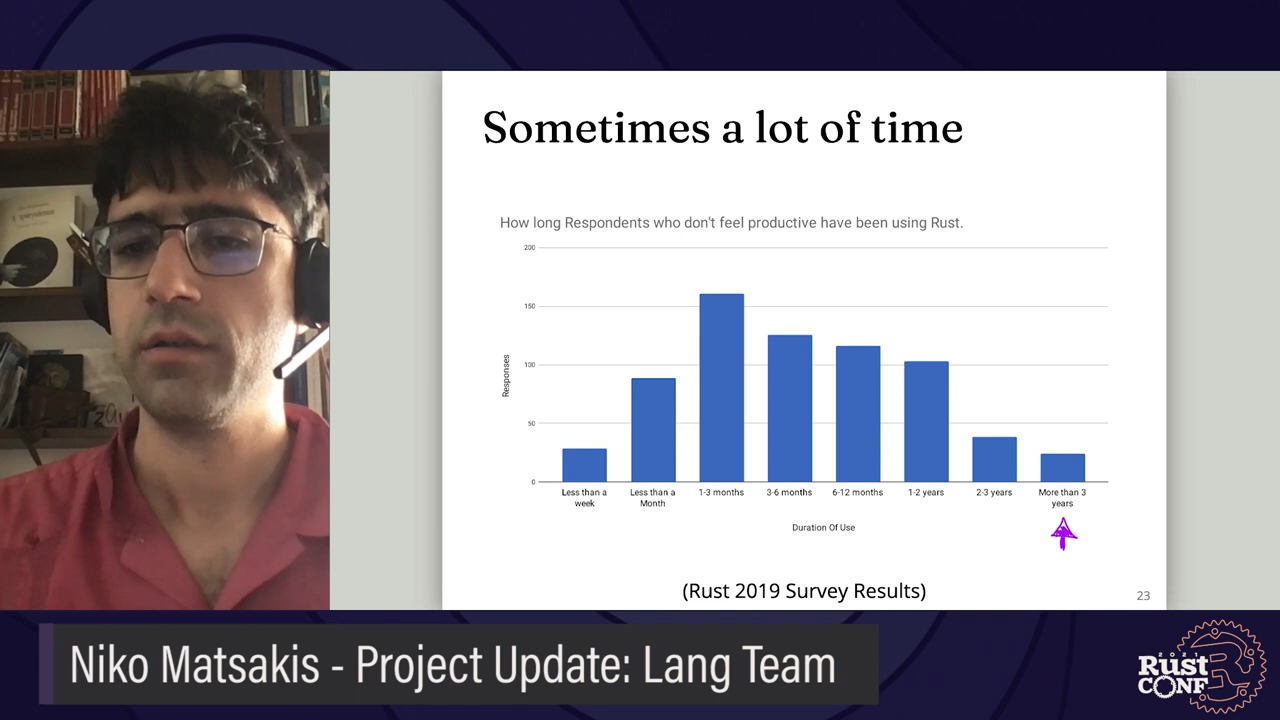 Sometimes a lot of time
How long Respondents who don't feel productive have been using Rust.
200
150
100
50
0
Responses
Less than a week
Less than a Month
1-3 months
3-6 months
6-12 months
1-2 years
2-3 years
More than 3 years
Duration Of Use
(Rust 2019 Survey Results)
23
Niko Matsakis - Project Update: Lang Team
Rust
CONF